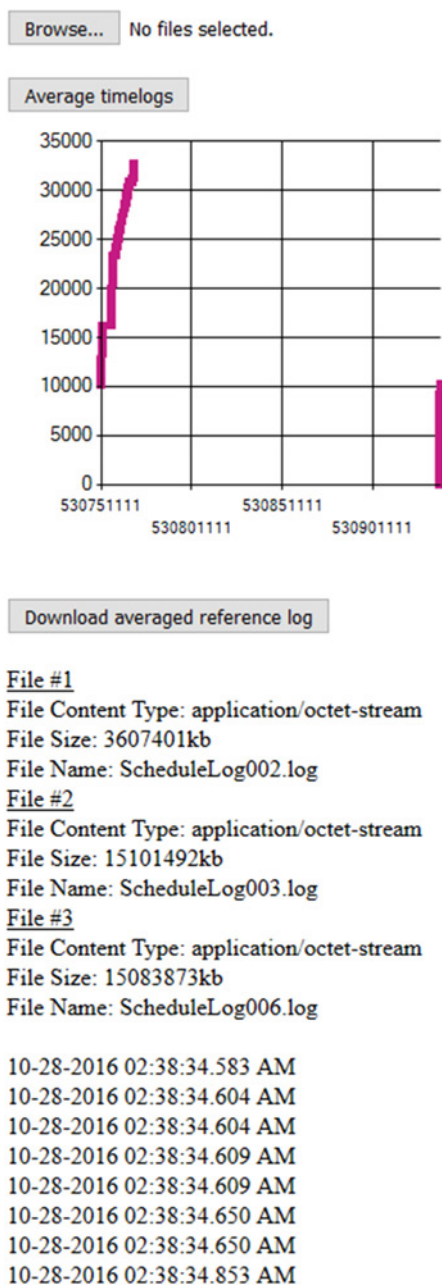 Browse... No files selected.
Average timelogs
35000
30000
25000
20000
15000
10000
5000
0
530751111 530851111
530801111 530901111
Download averaged reference log
File #1
File Content Type: application/octet-stream
File Size: 3607401kb
File Name: ScheduleLog002.log
File #2
File Content Type: application/octet-stream
File Size: 15101492kb
File Name: ScheduleLog003.log
File #3
File Content Type: application/octet-stream
File Size: 15083873kb
File Name: ScheduleLog006.log
10-28-2016 02:38:34.583 AM
10-28-2016 02:38:34.604 AM
10-28-2016 02:38:34.604 AM
10-28-2016 02:38:34.609 AM
10-28-2016 02:38:34.609 AM
10-28-2016 02:38:34.650 AM
10-28-2016 02:38:34.650 AM
10-28-2016 02:38:34.853 AM